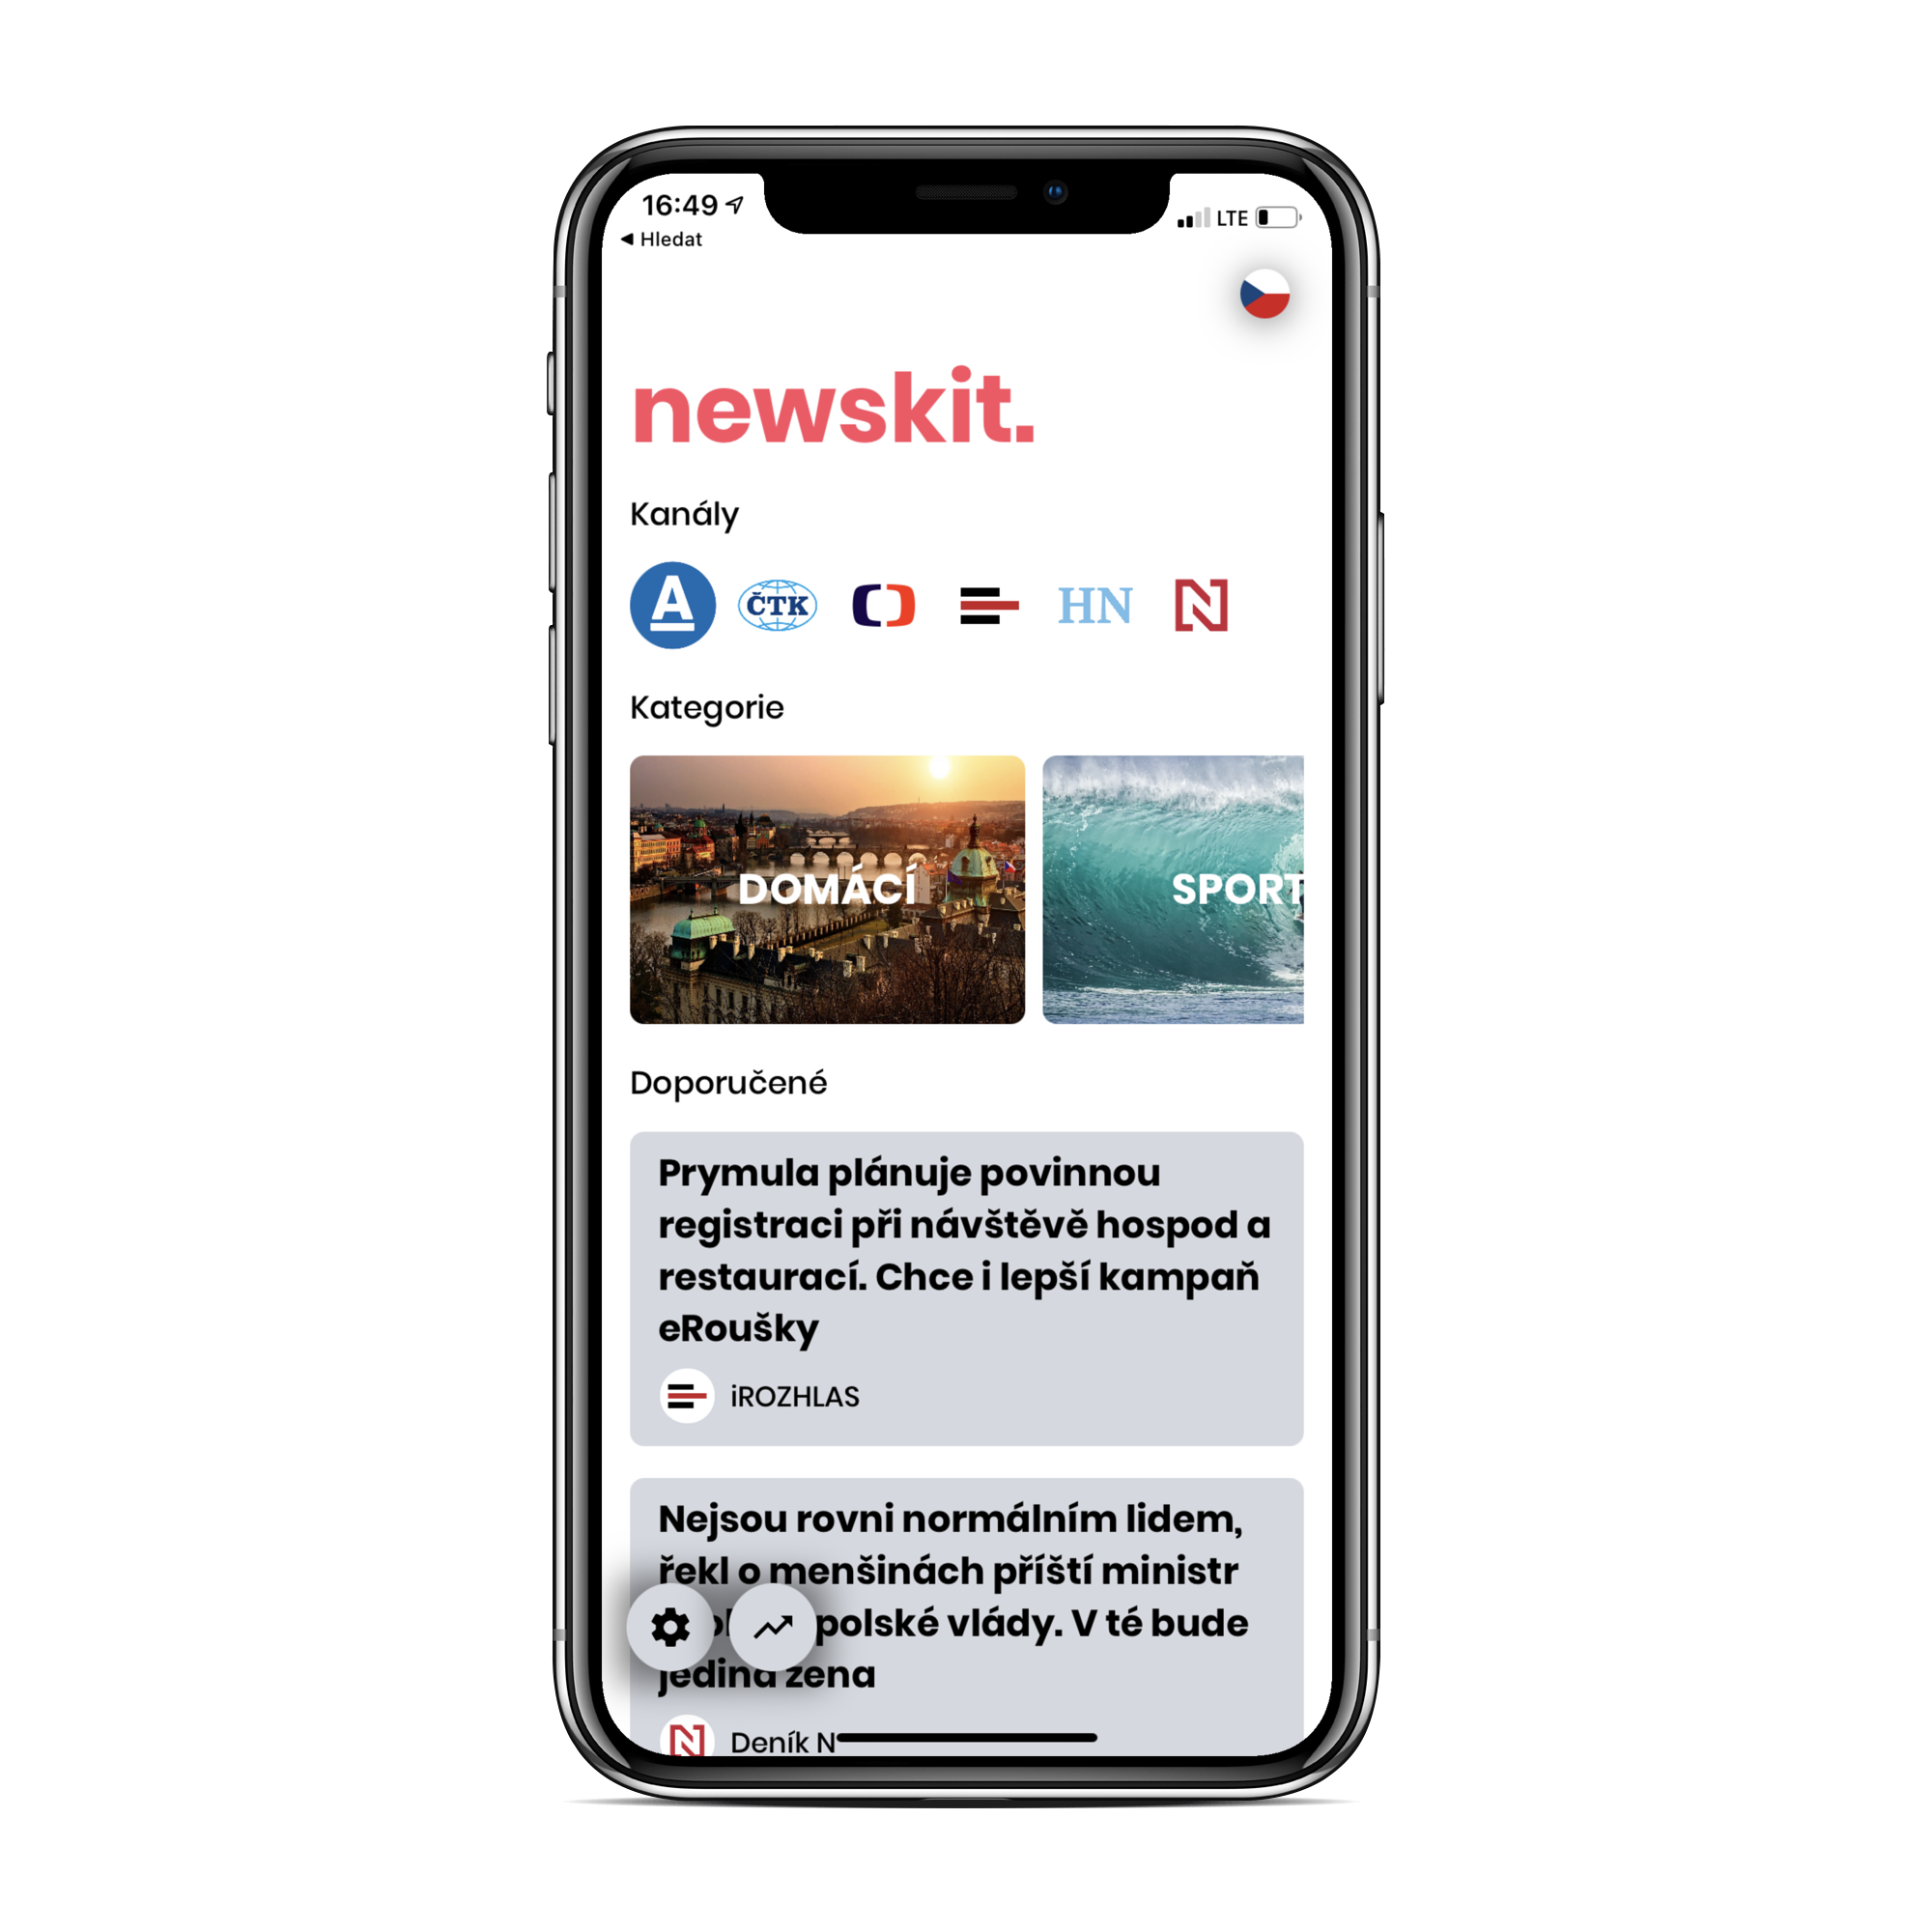 16:49
LTE
◀ Hledat
newskit.
Kanály
A ČTK HN N
Kategorie
DOMÁCÍ SPORT
Doporučené
Prymula plánuje povinnou
registraci při návštěvě hospod a
restaurací. Chce i lepší kampaň
eRoušky
iROZHLAS
Nejsou rovni normálním lidem,
řekl o menšinách příští ministr
polské vlády. V té bude
jediná žena
N Deník N